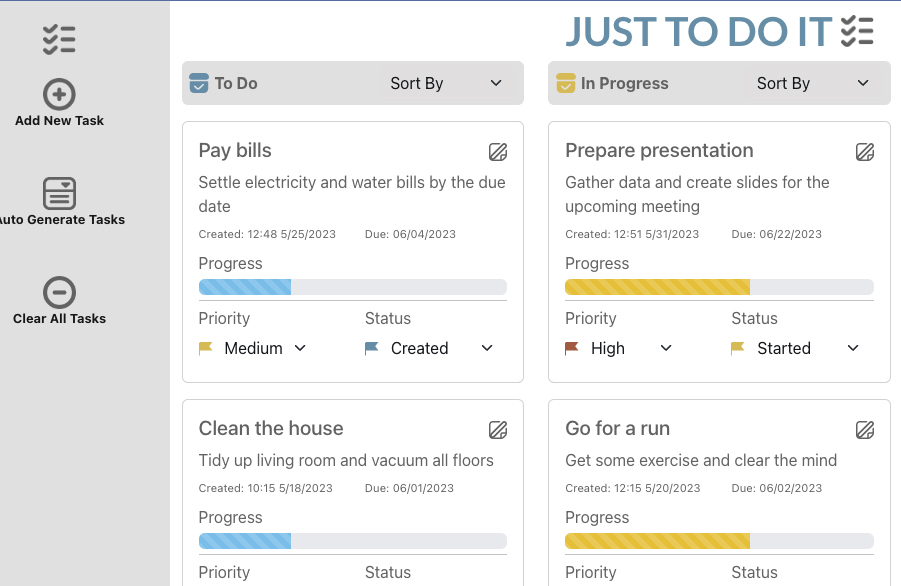 JUST TO DO IT
Add New Task
Auto Generate Tasks
Clear All Tasks
To Do
Sort By
Pay bills
Settle electricity and water bills by the due
date
Created: 12:48 5/25/2023
Due: 06/04/2023
Progress
Priority
Status
Medium
Created
Clean the house
Tidy up living room and vacuum all floors
Created: 10:15 5/18/2023
Due: 06/01/2023
Progress
Priority
Status
In Progress
Sort By
Prepare presentation
Gather data and create slides for the
upcoming meeting
Created: 12:51 5/31/2023
Due: 06/22/2023
Progress
Priority
Status
High
Started
Go for a run
Get some exercise and clear the mind
Created: 12:15 5/20/2023
Due: 06/02/2023
Progress
Priority
Status